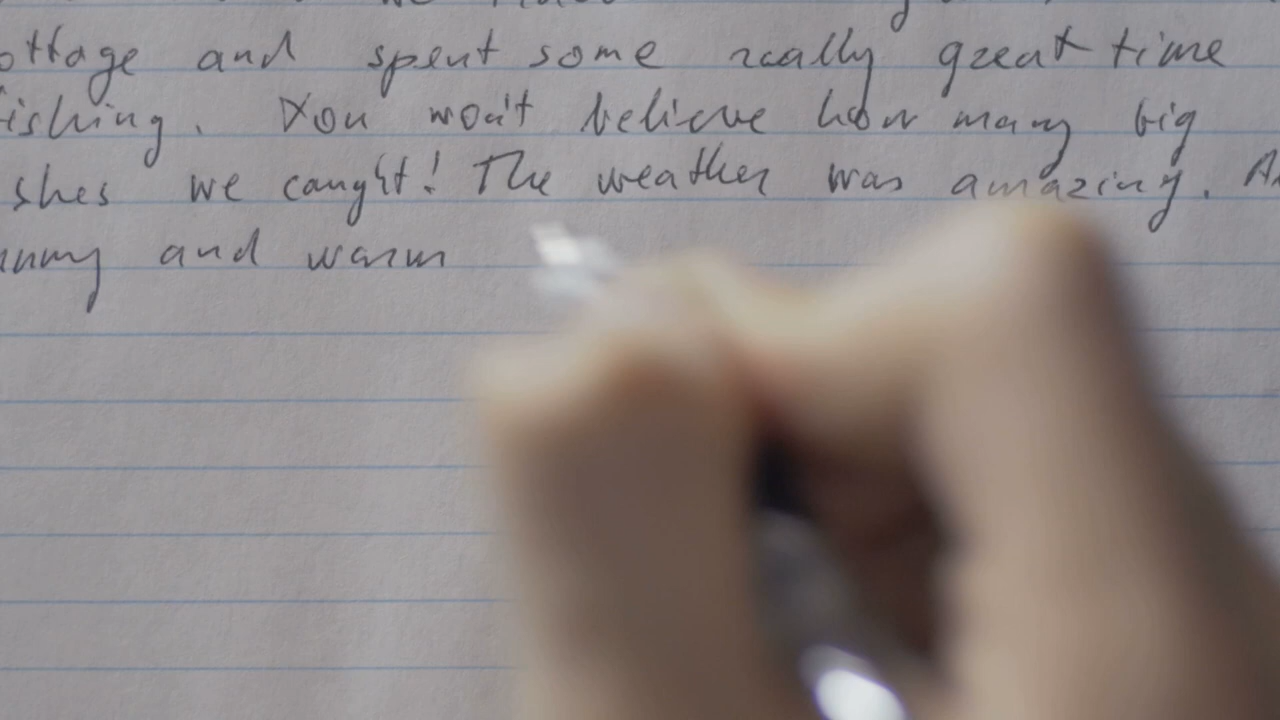 ottage and spent some really great time
ishing. You won't believe how many big
shes we caught! The weather was amazing.
unny and warm